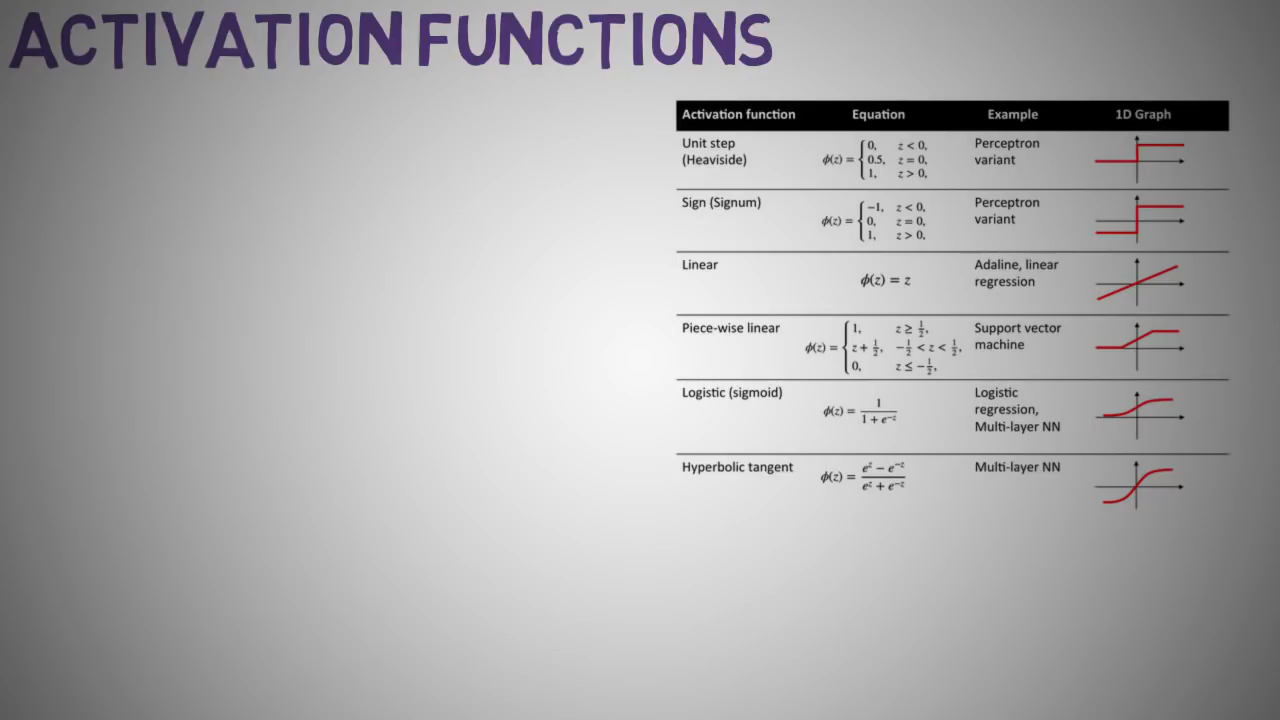 ACTIVATION FUNCTIONS
Activation function Equation Example 1D Graph
Unit step (Heaviside) ϕ(z) = { 0, z < 0, 0.5, z = 0, 1, z > 0, Perceptron variant
Sign (Signum) ϕ(z) = { −1, z < 0, 0, z = 0, 1, z > 0, Perceptron variant
Linear ϕ(z) = z Adaline, linear regression
Piece-wise linear ϕ(z) = { 1, z ≥ 1/2, z + 1/2, −1/2 < z < 1/2, 0, z ≤ −1/2, Support vector machine
Logistic (sigmoid) ϕ(z) = 1 / (1 + e^−z) Logistic regression, Multi-layer NN
Hyperbolic tangent ϕ(z) = (e^z − e^−z) / (e^z + e^−z) Multi-layer NN